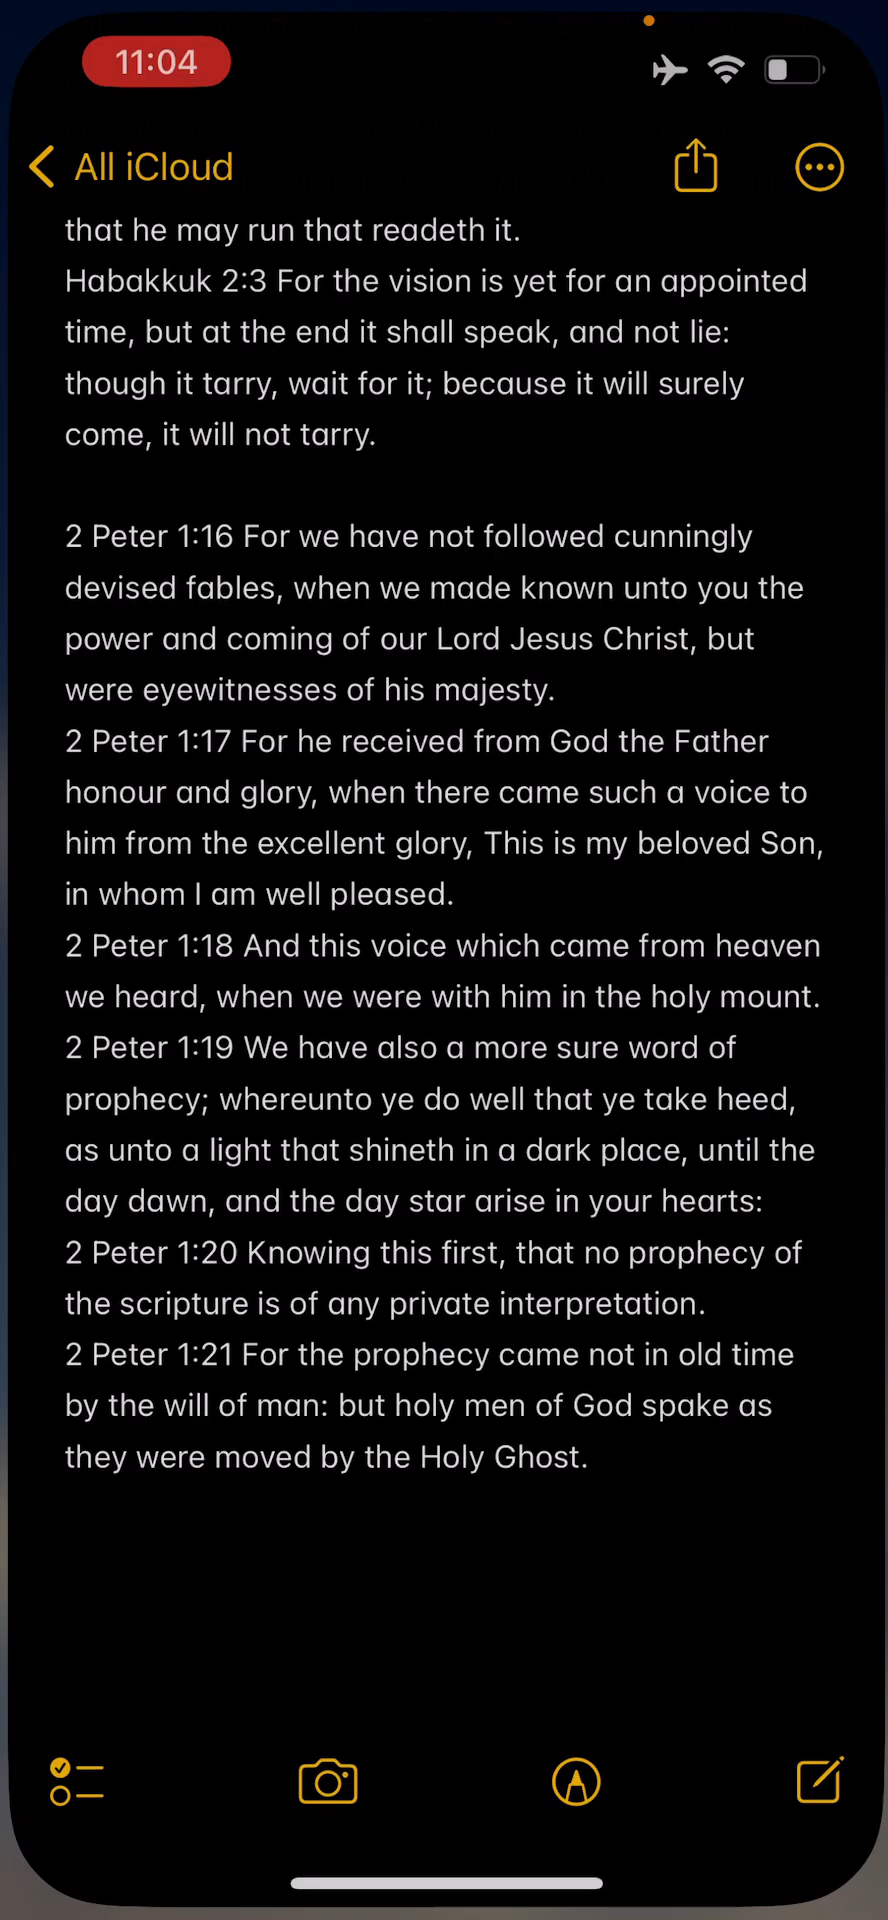 11:04
All iCloud
that he may run that readeth it.
Habakkuk 2:3 For the vision is yet for an appointed
time, but at the end it shall speak, and not lie:
though it tarry, wait for it; because it will surely
come, it will not tarry.
2 Peter 1:16 For we have not followed cunningly
devised fables, when we made known unto you the
power and coming of our Lord Jesus Christ, but
were eyewitnesses of his majesty.
2 Peter 1:17 For he received from God the Father
honour and glory, when there came such a voice to
him from the excellent glory, This is my beloved Son,
in whom I am well pleased.
2 Peter 1:18 And this voice which came from heaven
we heard, when we were with him in the holy mount.
2 Peter 1:19 We have also a more sure word of
prophecy; whereunto ye do well that ye take heed,
as unto a light that shineth in a dark place, until the
day dawn, and the day star arise in your hearts:
2 Peter 1:20 Knowing this first, that no prophecy of
the scripture is of any private interpretation.
2 Peter 1:21 For the prophecy came not in old time
by the will of man: but holy men of God spake as
they were moved by the Holy Ghost.